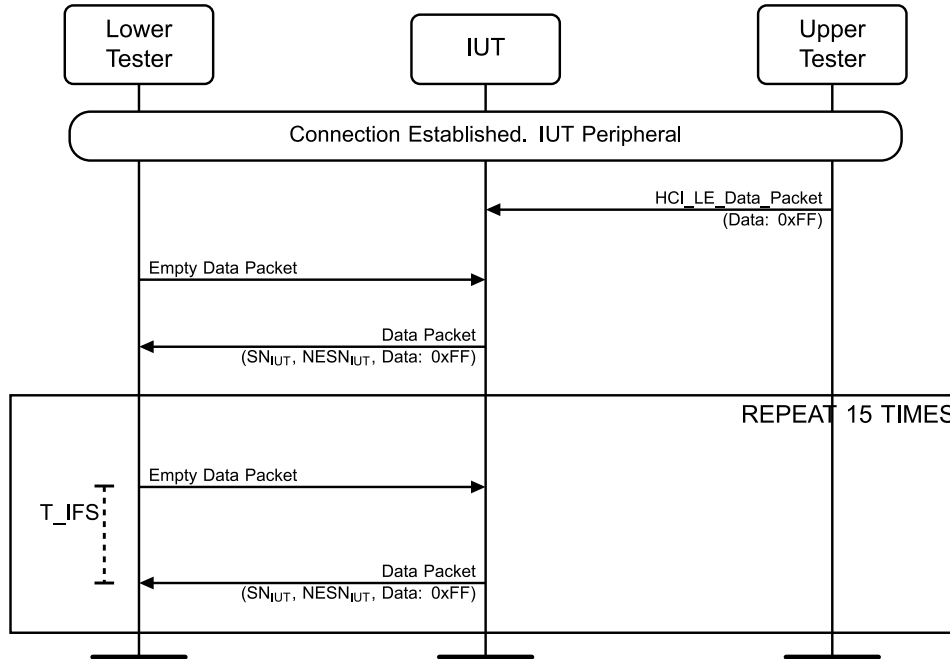 Lower
Tester
IUT
Upper
Tester
Connection Established. IUT Peripheral
HCI_LE_Data_Packet
(Data: 0xFF)
Empty Data Packet
Data Packet
(SNIUT, NESNIUT, Data: 0xFF)
REPEAT 15 TIMES
Empty Data Packet
T_IFS
Data Packet
(SNIUT, NESNIUT, Data: 0xFF)